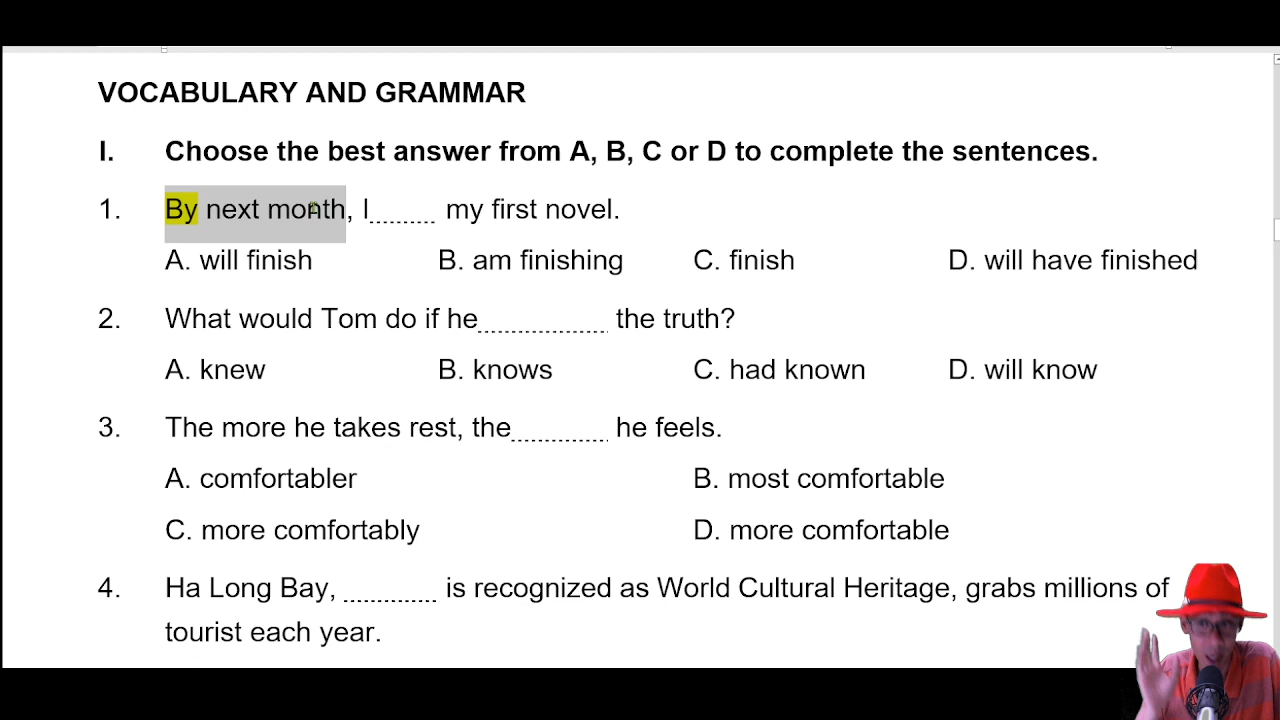 VOCABULARY AND GRAMMAR
I. Choose the best answer from A, B, C or D to complete the sentences.
1. By next month, I....... my first novel.
A. will finish B. am finishing C. finish D. will have finished
2. What would Tom do if he............. the truth?
A. knew B. knows C. had known D. will know
3. The more he takes rest, the.......... he feels.
A. comfortabler B. most comfortable
C. more comfortably D. more comfortable
4. Ha Long Bay, .......... is recognized as World Cultural Heritage, grabs millions of
tourist each year.